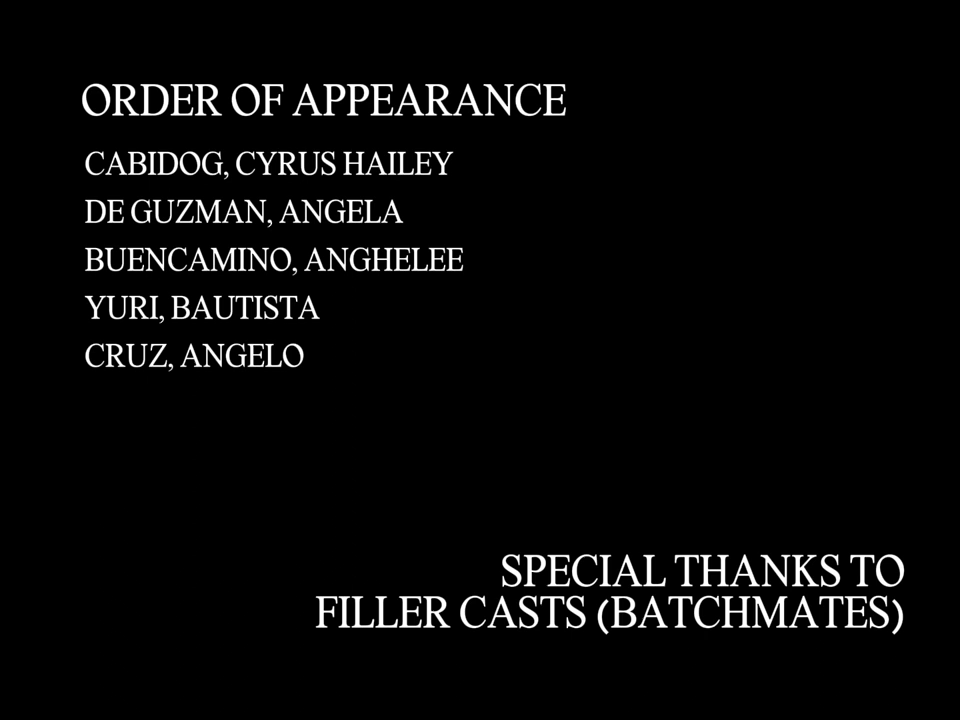 ORDER OF APPEARANCE
CABIDOG, CYRUS HAILEY
DE GUZMAN, ANGELA
BUENCAMINO, ANGHELEE
YURI, BAUTISTA
CRUZ, ANGELO
SPECIAL THANKS TO
FILLER CASTS (BATCHMATES)